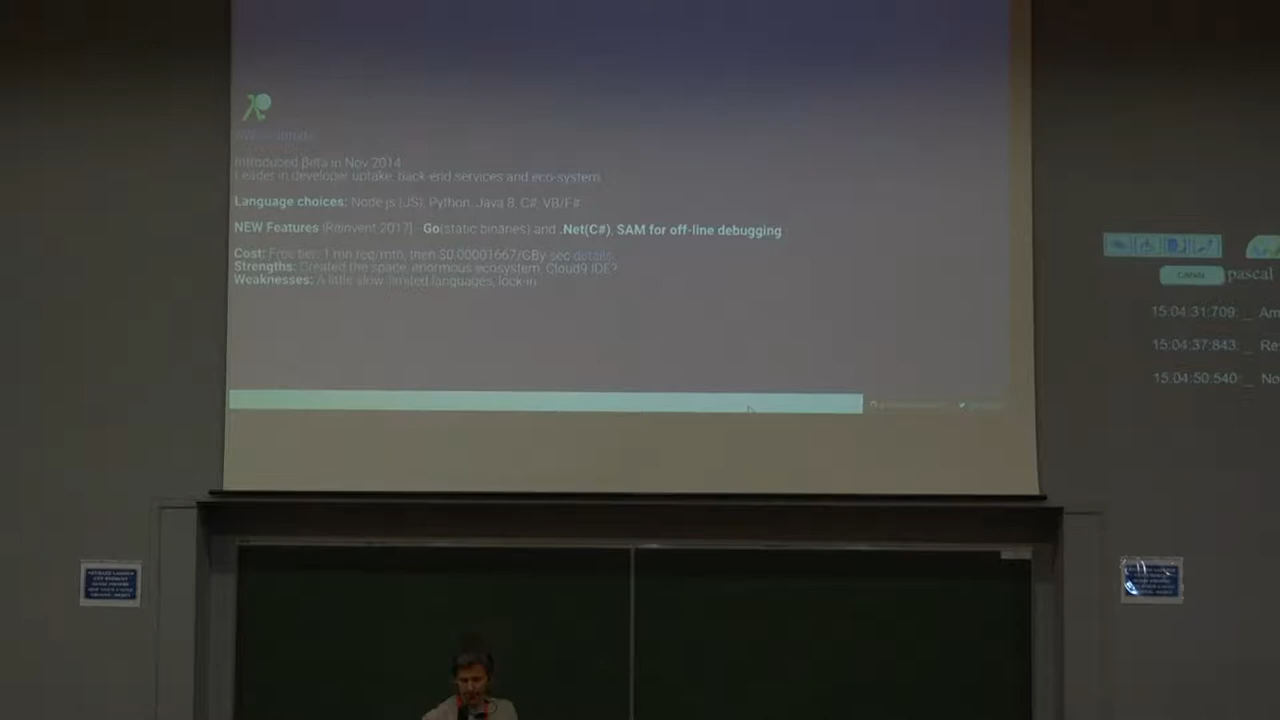 Introduced Beta in Nov 2014
Leader in developer uptake, back-end services and eco-system
Language choices: Node.js (JS), Python, Java 8, C#, VB/F#
NEW Features (Reinvent 2017) - Go(static binaries) and .Net(C#), SAM for off-line debugging
Cost: Free tier: 1 mn req/mth, then $0.00001667/GBy-sec details
Strengths: Created the space, enormous ecosystem, Cloud9 IDE?
Weaknesses: A little slow, limited languages, lock-in
pascal
15:04:31:709: _ Am
15:04:37:843: _ Re
15:04:50:540: _ No